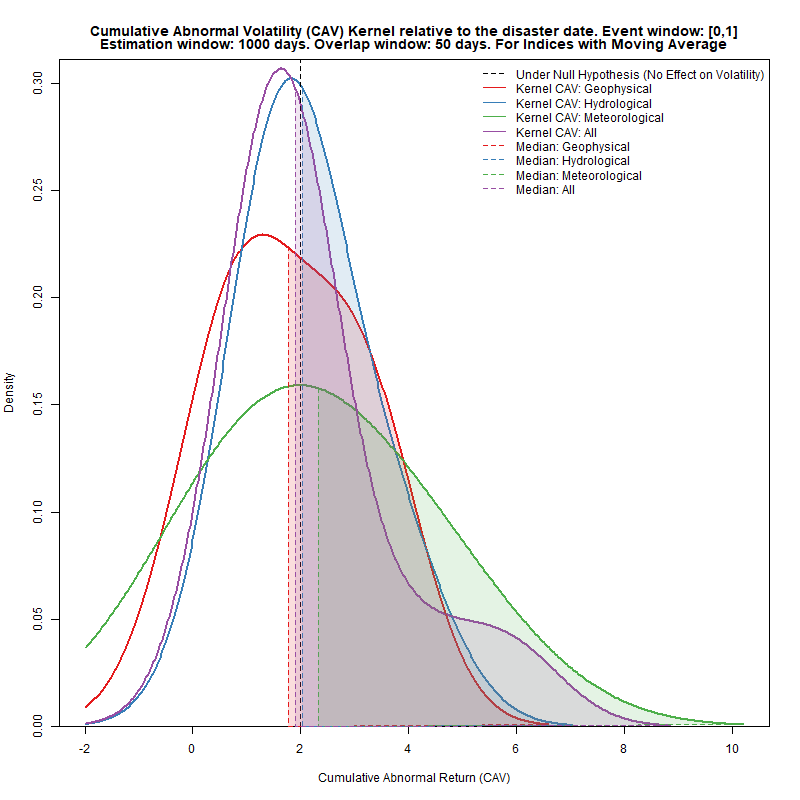 Cumulative Abnormal Volatility (CAV) Kernel relative to the disaster date. Event window: [0,1]
Estimation window: 1000 days. Overlap window: 50 days. For Indices with Moving Average
Under Null Hypothesis (No Effect on Volatility)
Kernel CAV: Geophysical
Kernel CAV: Hydrological
Kernel CAV: Meteorological
Kernel CAV: All
Median: Geophysical
Median: Hydrological
Median: Meteorological
Median: All
Density
0.30
0.25
0.20
0.15
0.10
0.05
0.00
-2 0 2 4 6 8 10
Cumulative Abnormal Return (CAV)